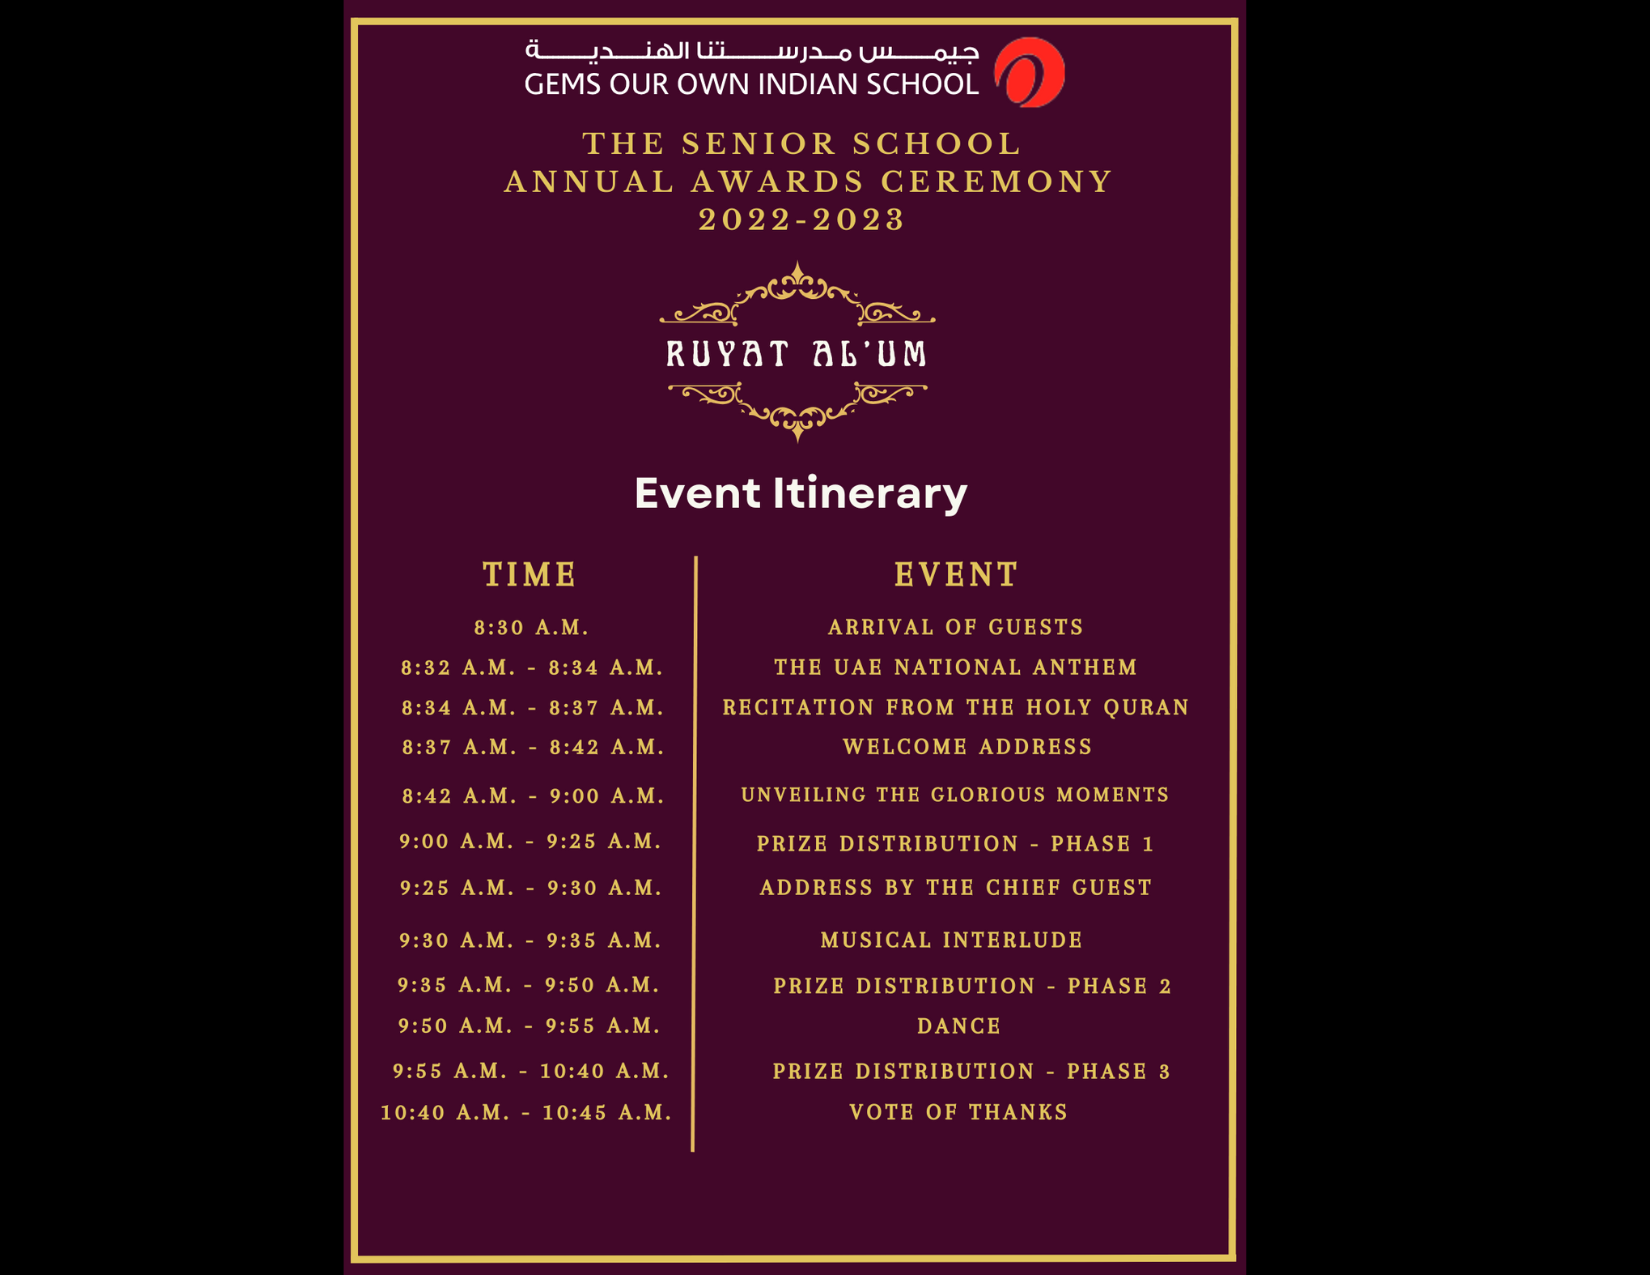 جيمس مدرستنا الهندية
GEMS OUR OWN INDIAN SCHOOL
THE SENIOR SCHOOL
ANNUAL AWARDS CEREMONY
2022-2023
RUYAT AL'UM
Event Itinerary
TIME EVENT
8:30 A.M. ARRIVAL OF GUESTS
8:32 A.M. - 8:34 A.M. THE UAE NATIONAL ANTHEM
8:34 A.M. - 8:37 A.M. RECITATION FROM THE HOLY QURAN
8:37 A.M. - 8:42 A.M. WELCOME ADDRESS
8:42 A.M. - 9:00 A.M. UNVEILING THE GLORIOUS MOMENTS
9:00 A.M. - 9:25 A.M. PRIZE DISTRIBUTION - PHASE 1
9:25 A.M. - 9:30 A.M. ADDRESS BY THE CHIEF GUEST
9:30 A.M. - 9:35 A.M. MUSICAL INTERLUDE
9:35 A.M. - 9:50 A.M. PRIZE DISTRIBUTION - PHASE 2
9:50 A.M. - 9:55 A.M. DANCE
9:55 A.M. - 10:40 A.M. PRIZE DISTRIBUTION - PHASE 3
10:40 A.M. - 10:45 A.M. VOTE OF THANKS